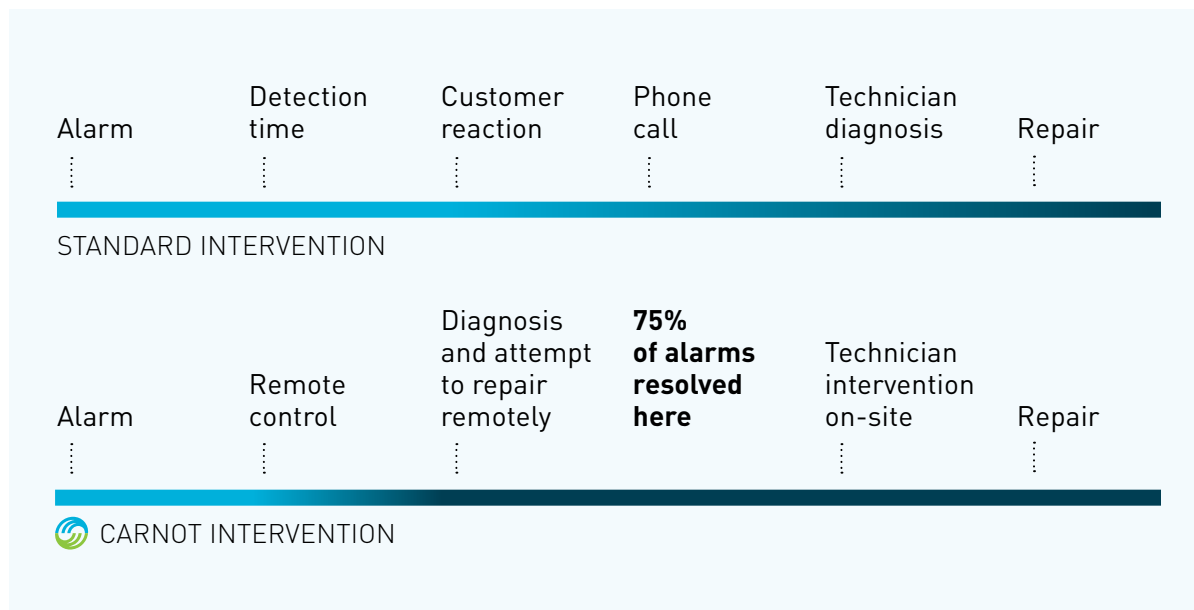 Alarm
Detection
time
Customer
reaction
Phone
call
Technician
diagnosis
Repair
STANDARD INTERVENTION
Alarm
Remote
control
Diagnosis
and attempt
to repair
remotely
75%
of alarms
resolved
here
Technician
intervention
on-site
Repair
CARNOT INTERVENTION